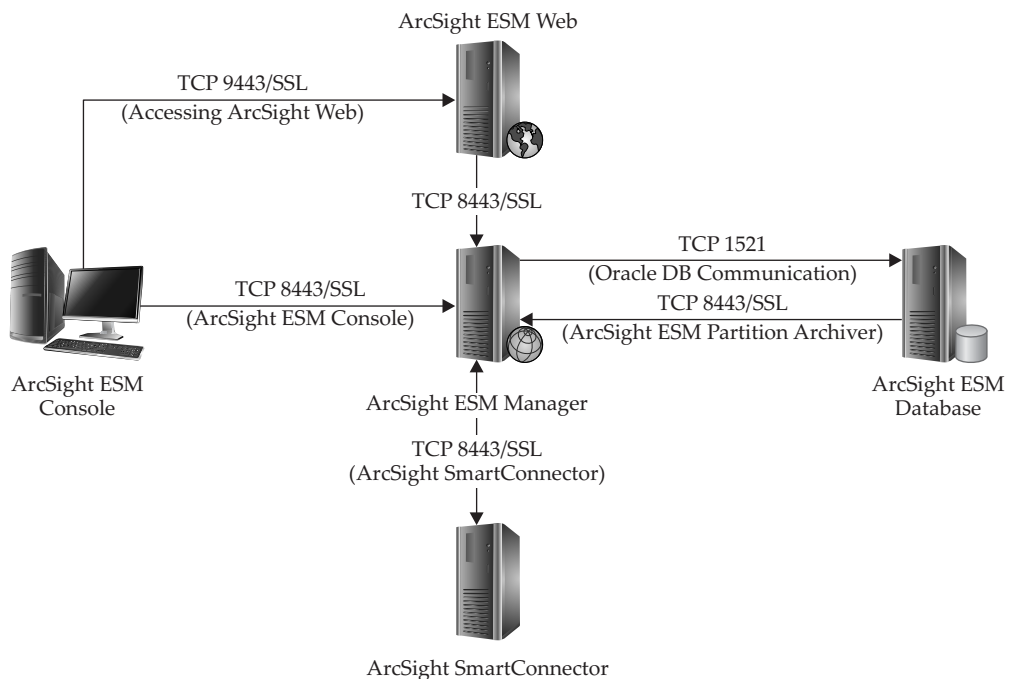 ArcSight ESM Web
TCP 9443/SSL
(Accessing ArcSight Web)
TCP 8443/SSL
TCP 1521
(Oracle DB Communication)
TCP 8443/SSL
(ArcSight ESM Console)
TCP 8443/SSL
(ArcSight ESM Partition Archiver)
ArcSight ESM
Console
ArcSight ESM Manager
ArcSight ESM
Database
TCP 8443/SSL
(ArcSight SmartConnector)
ArcSight SmartConnector